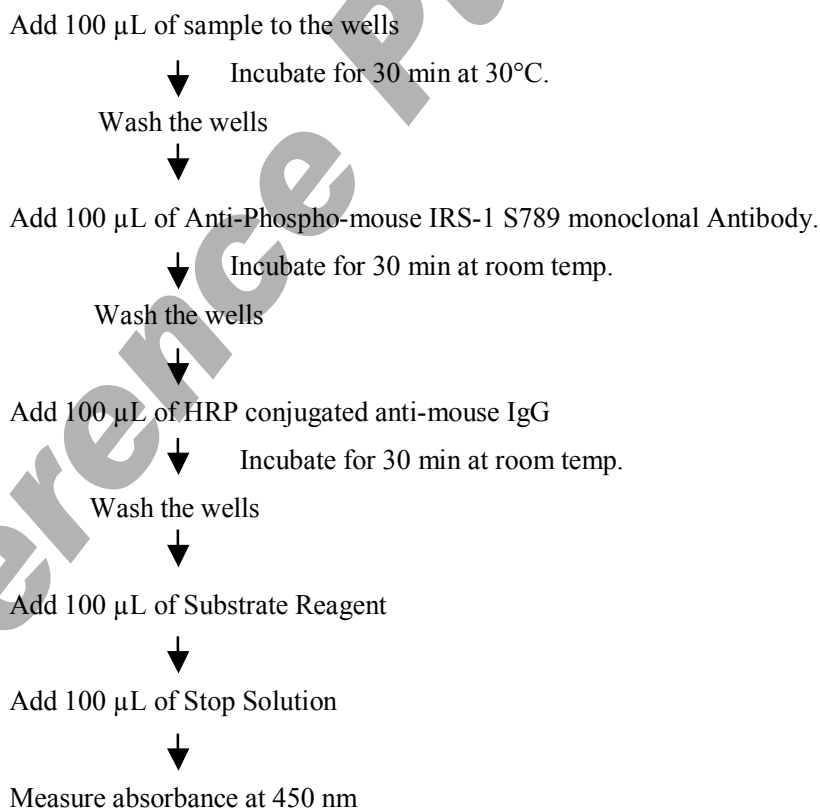 Add 100 µL of sample to the wells
Incubate for 30 min at 30°C.
Wash the wells
Add 100 µL of Anti-Phospho-mouse IRS-1 S789 monoclonal Antibody.
Incubate for 30 min at room temp.
Wash the wells
Add 100 µL of HRP conjugated anti-mouse IgG
Incubate for 30 min at room temp.
Wash the wells
Add 100 µL of Substrate Reagent
Add 100 µL of Stop Solution
Measure absorbance at 450 nm